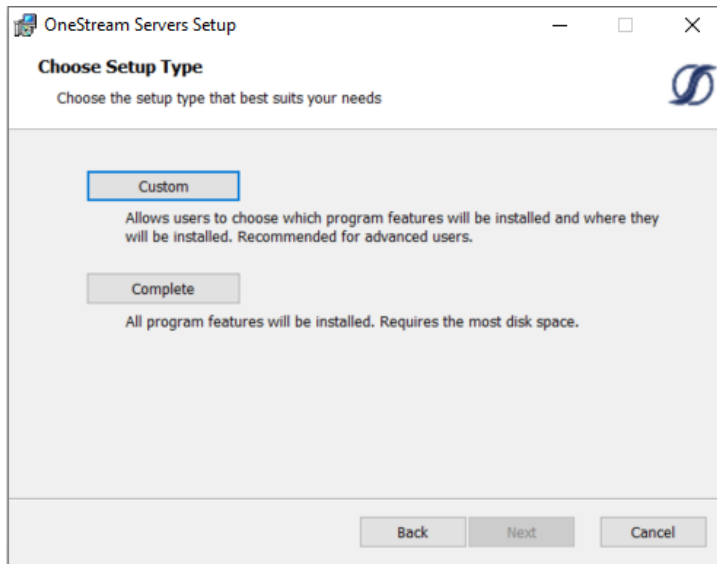 OneStream Servers Setup
Choose Setup Type
Choose the setup type that best suits your needs
Custom
Allows users to choose which program features will be installed and where they
will be installed. Recommended for advanced users.
Complete
All program features will be installed. Requires the most disk space.
Back
Next
Cancel